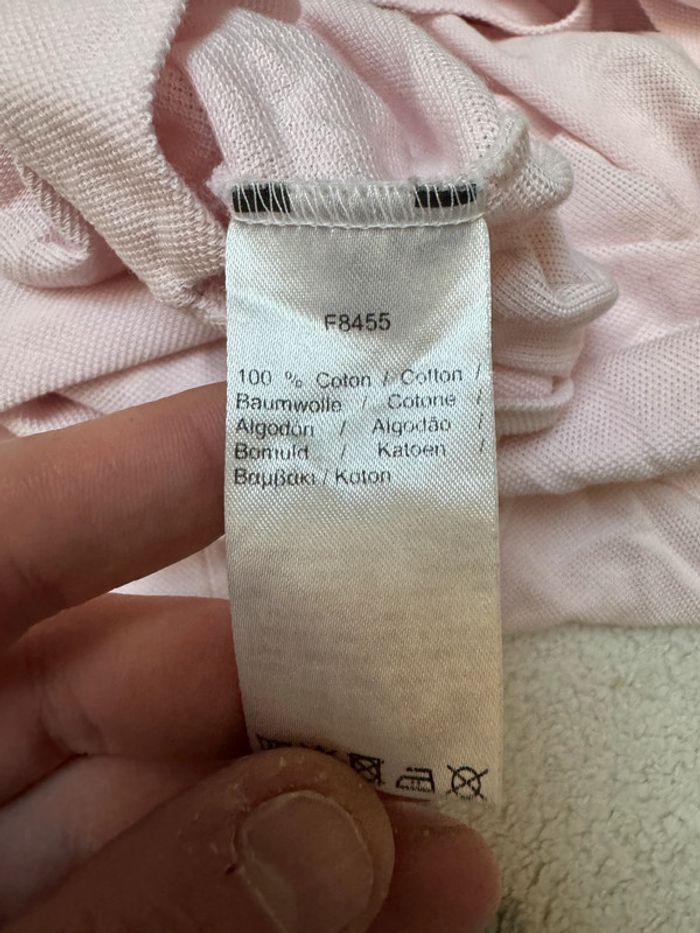 F8455
100 % Coton / Cotton /
Baumwolle / Cotone /
Algodón / Algodão /
Bomuld / Katoen /
Βαμβάκι / Koton